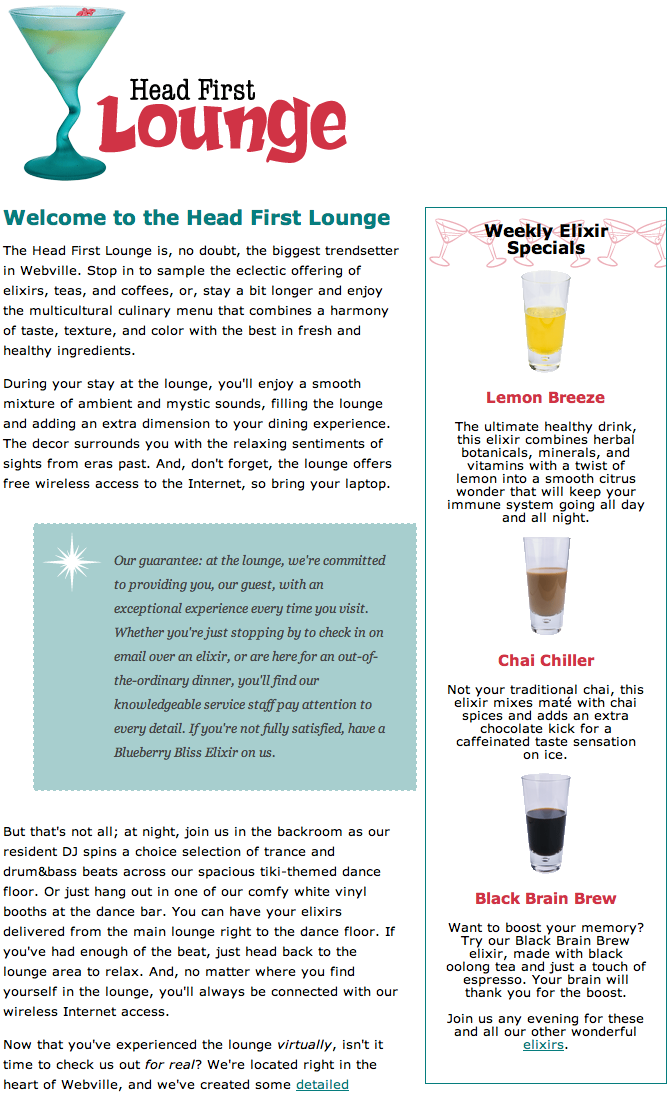 Head First
Lounge
Welcome to the Head First Lounge
The Head First Lounge is, no doubt, the biggest trendsetter
in Webville. Stop in to sample the eclectic offering of
elixirs, teas, and coffees, or, stay a bit longer and enjoy
the multicultural culinary menu that combines a harmony
of taste, texture, and color with the best in fresh and
healthy ingredients.
During your stay at the lounge, you'll enjoy a smooth
mixture of ambient and mystic sounds, filling the lounge
and adding an extra dimension to your dining experience.
The decor surrounds you with the relaxing sentiments of
sights from eras past. And, don't forget, the lounge offers
free wireless access to the Internet, so bring your laptop.
Our guarantee: at the lounge, we're committed
to providing you, our guest, with an
exceptional experience every time you visit.
Whether you're just stopping by to check in on
email over an elixir, or are here for an out-of-
the-ordinary dinner, you'll find our
knowledgeable service staff pay attention to
every detail. If you're not fully satisfied, have a
Blueberry Bliss Elixir on us.
But that's not all; at night, join us in the backroom as our
resident DJ spins a choice selection of trance and
drum&bass beats across our spacious tiki-themed dance
floor. Or just hang out in one of our comfy white vinyl
booths at the dance bar. You can have your elixirs
delivered from the main lounge right to the dance floor. If
you've had enough of the beat, just head back to the
lounge area to relax. And, no matter where you find
yourself in the lounge, you'll always be connected with our
wireless Internet access.
Now that you've experienced the lounge virtually, isn't it
time to check us out for real? We're located right in the
heart of Webville, and we've created some detailed
Weekly Elixir
Specials
Lemon Breeze
The ultimate healthy drink,
this elixir combines herbal
botanicals, minerals, and
vitamins with a twist of
lemon into a smooth citrus
wonder that will keep your
immune system going all day
and all night.
Chai Chiller
Not your traditional chai, this
elixir mixes maté with chai
spices and adds an extra
chocolate kick for a
caffeinated taste sensation
on ice.
Black Brain Brew
Want to boost your memory?
Try our Black Brain Brew
elixir, made with black
oolong tea and just a touch of
espresso. Your brain will
thank you for the boost.
Join us any evening for these
and all our other wonderful
elixirs.